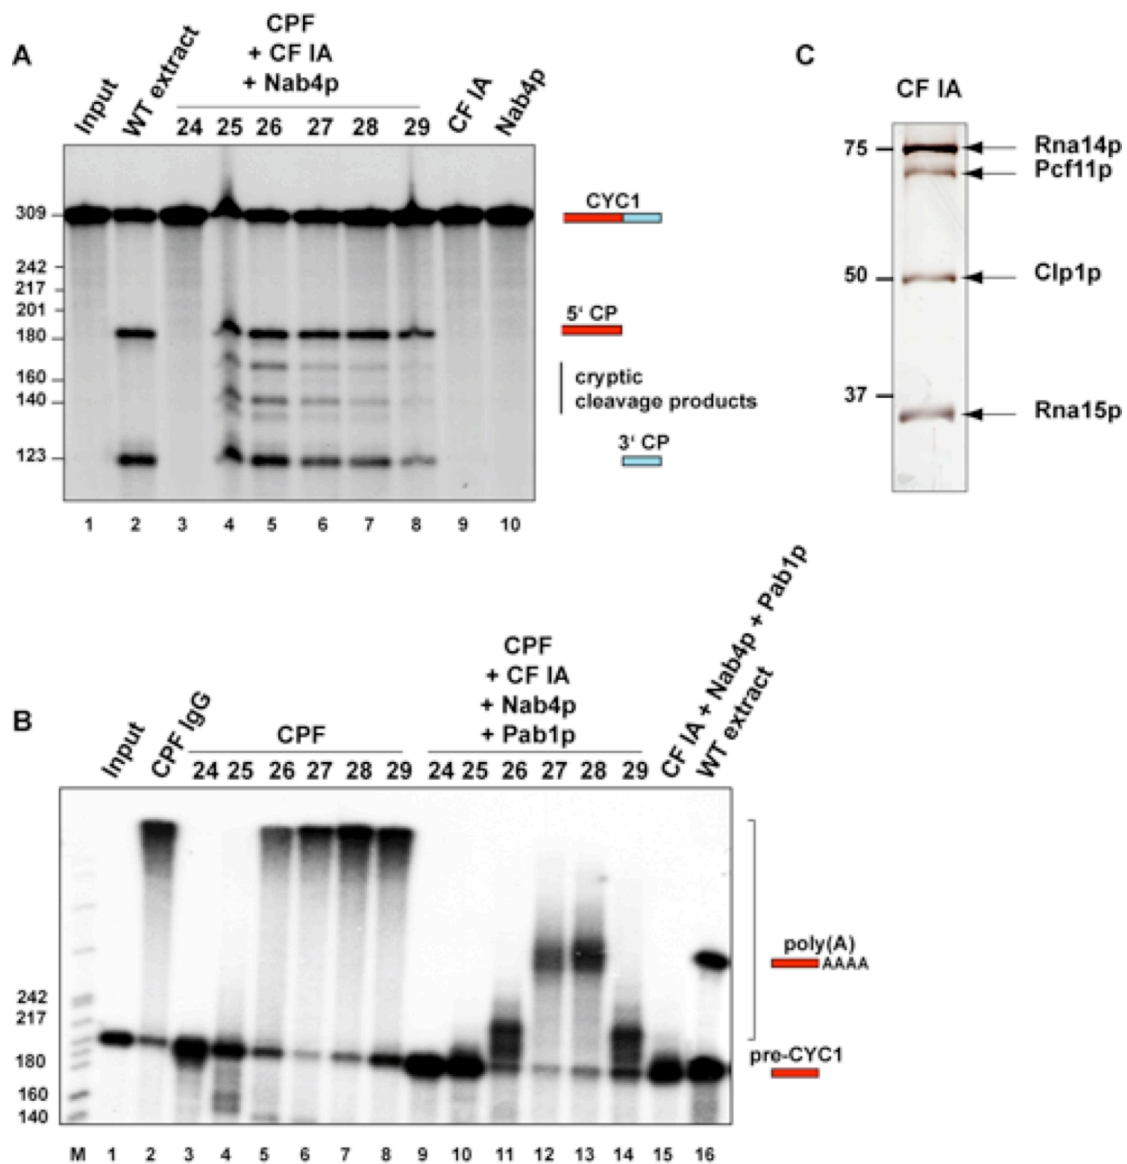 A
CPF
+ CF IA
+ Nab4p
Input
WT extract
24 25 26 27 28 29
CF IA
Nab4p
309
242
217
201
180
160
140
123
CYC1
5' CP
cryptic
cleavage products
3' CP
1 2 3 4 5 6 7 8 9 10
C
CF IA
75
50
37
Rna14p
Pcf11p
Clp1p
Rna15p
B
Input
CPF IgG
CPF
24 25 26 27 28 29
CPF
+ CF IA
+ Nab4p
+ Pab1p
24 25 26 27 28 29
CF IA + Nab4p + Pab1p
WT extract
242
217
180
160
140
poly(A)
AAAA
pre-CYC1
M 1 2 3 4 5 6 7 8 9 10 11 12 13 14 15 16